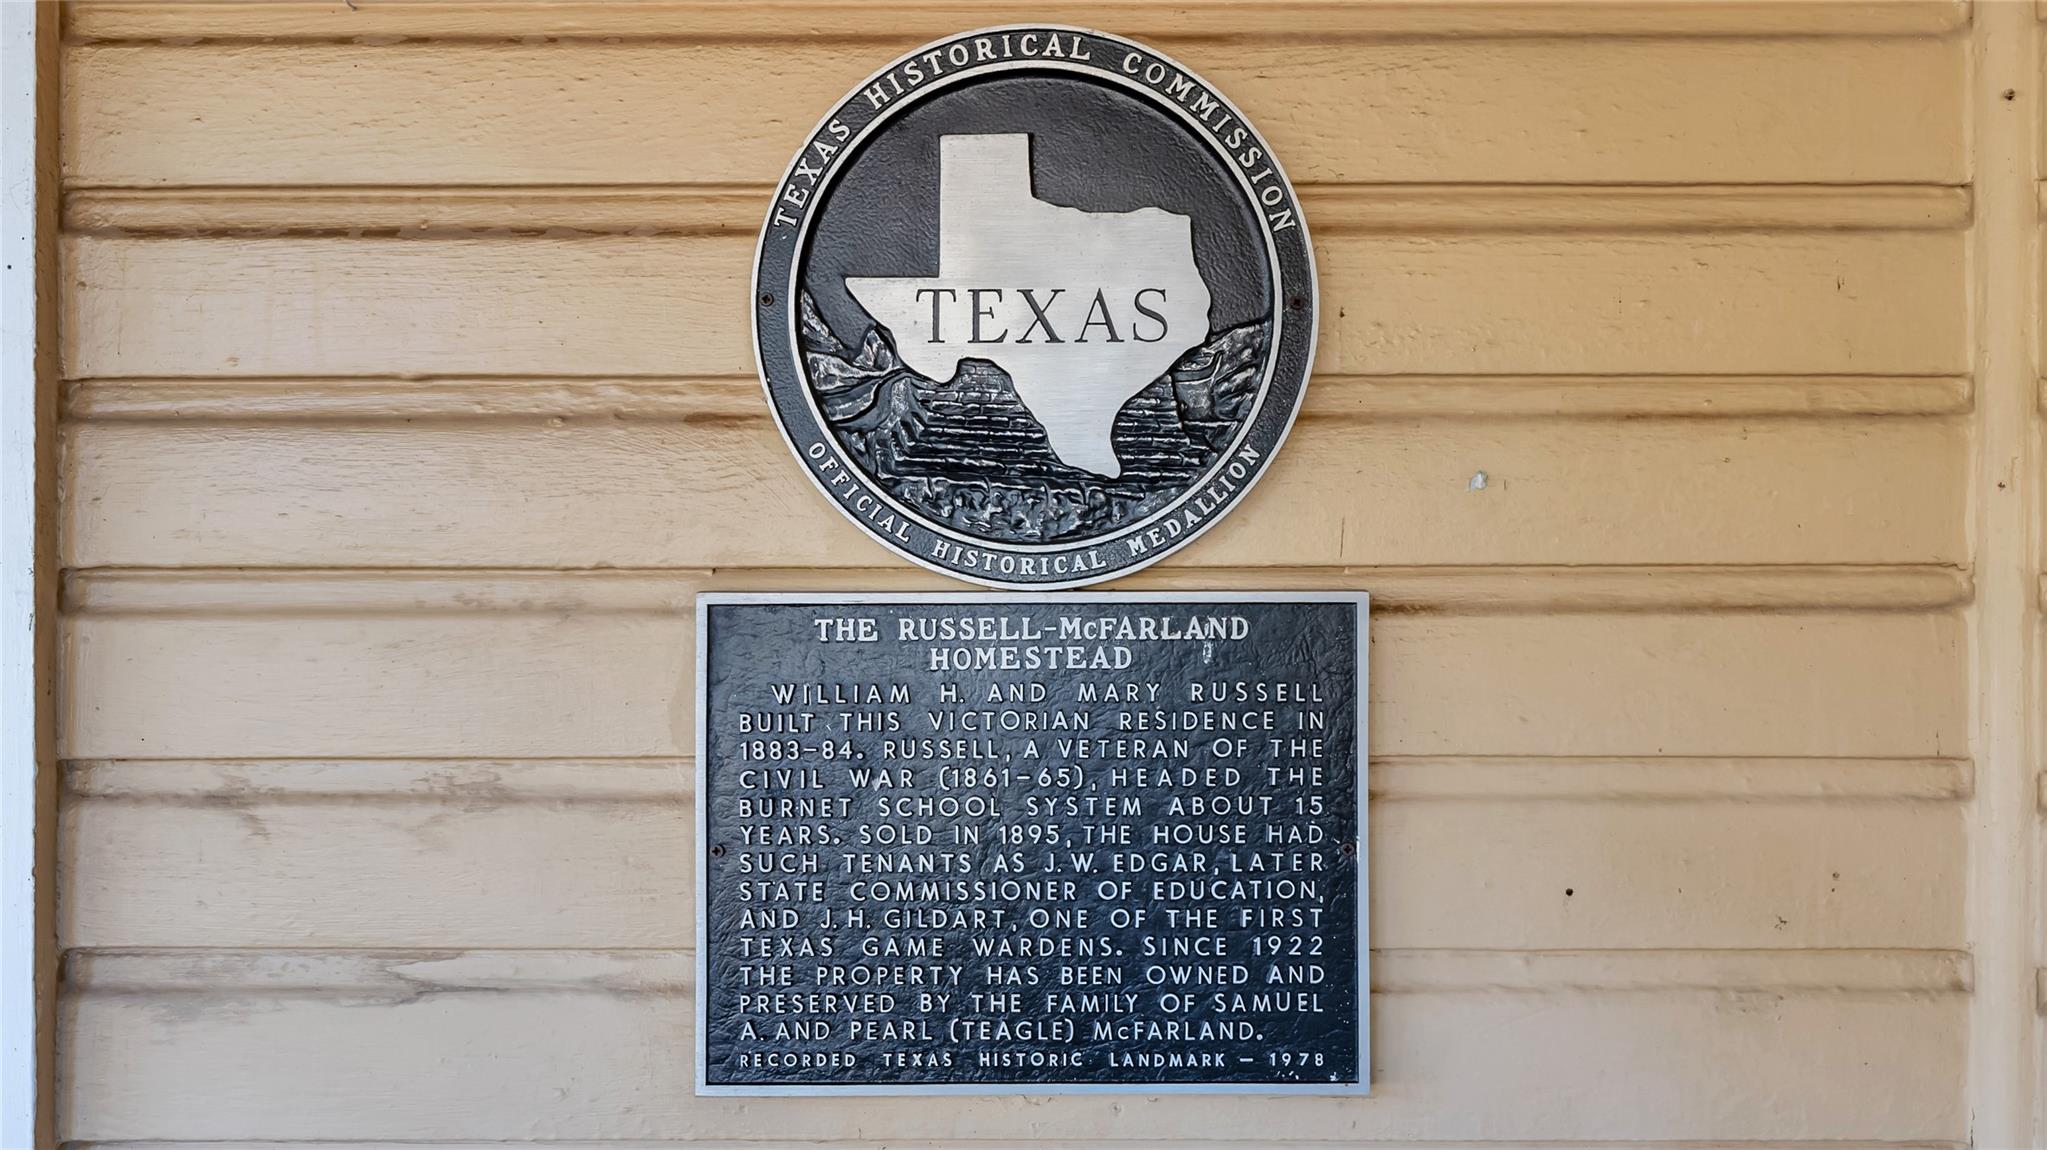 TEXAS HISTORICAL COMMISSION
TEXAS
OFFICIAL HISTORICAL MEDALLION
THE RUSSELL-McFARLAND
HOMESTEAD
WILLIAM H. AND MARY RUSSELL
BUILT THIS VICTORIAN RESIDENCE IN
1883-84. RUSSELL, A VETERAN OF THE
CIVIL WAR (1861-65), HEADED THE
BURNET SCHOOL SYSTEM ABOUT 15
YEARS. SOLD IN 1895, THE HOUSE HAD
SUCH TENANTS AS J. W. EDGAR, LATER
STATE COMMISSIONER OF EDUCATION,
AND J. H. GILDART, ONE OF THE FIRST
TEXAS GAME WARDENS. SINCE 1922
THE PROPERTY HAS BEEN OWNED AND
PRESERVED BY THE FAMILY OF SAMUEL
A. AND PEARL (TEAGLE) McFARLAND.
RECORDED TEXAS HISTORIC LANDMARK – 1978